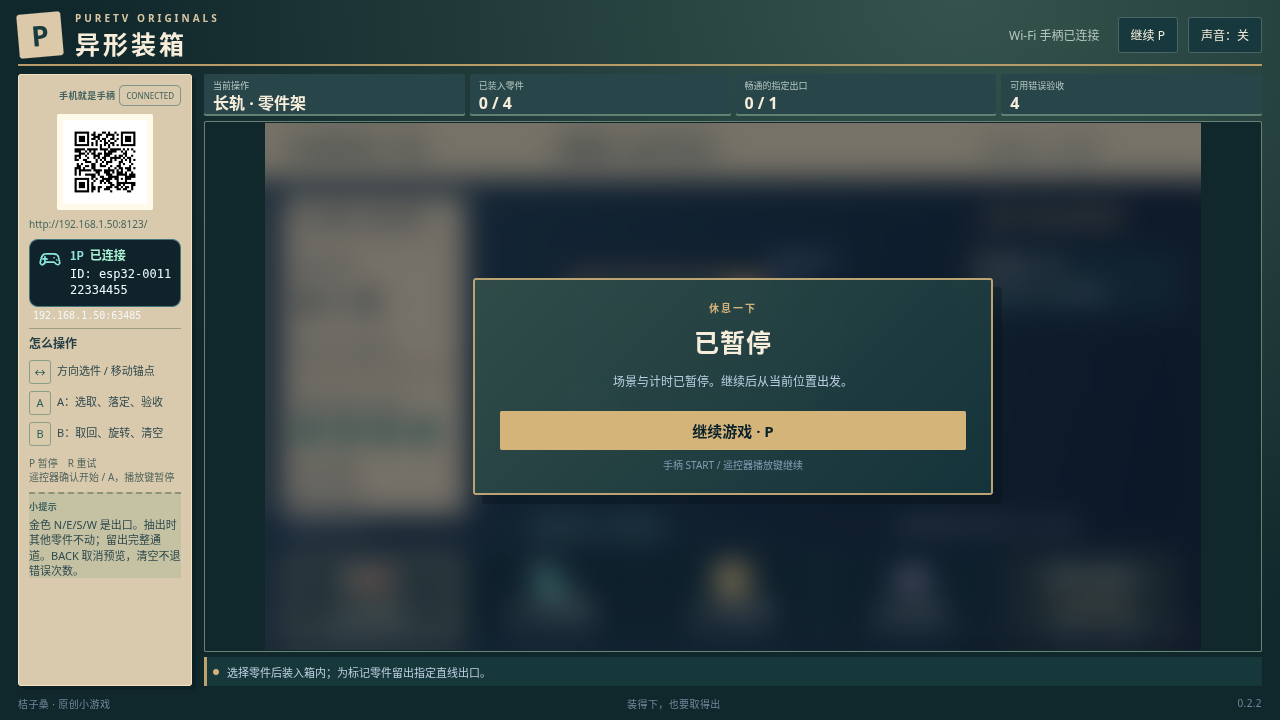 P
PURETV ORIGINALS
异形装箱
Wi-Fi 手柄已连接
继续 P
声音：关
手机就是手柄
CONNECTED
http://192.168.1.50:8123/
1P 已连接
ID: esp32-0011
22334455
192.168.1.50:63485
怎么操作
↔ 方向选件 / 移动锚点
A A：选取、落定、验收
B B：取回、旋转、清空
P 暂停 R 重试
遥控器确认开始 / A，播放键暂停
小提示
金色 N/E/S/W 是出口。抽出时
其他零件不动；留出完整通
道。BACK 取消预览，清空不退
错误次数。
当前操作
长轨 · 零件架
已装入零件
0 / 4
畅通的指定出口
0 / 1
可用错误验收
4
休息一下
已暂停
场景与计时已暂停。继续后从当前位置出发。
继续游戏 · P
手柄 START / 遥控器播放键继续
选择零件后装入箱内；为标记零件留出指定直线出口。
桔子桑 · 原创小游戏
装得下，也要取得出
0.2.2